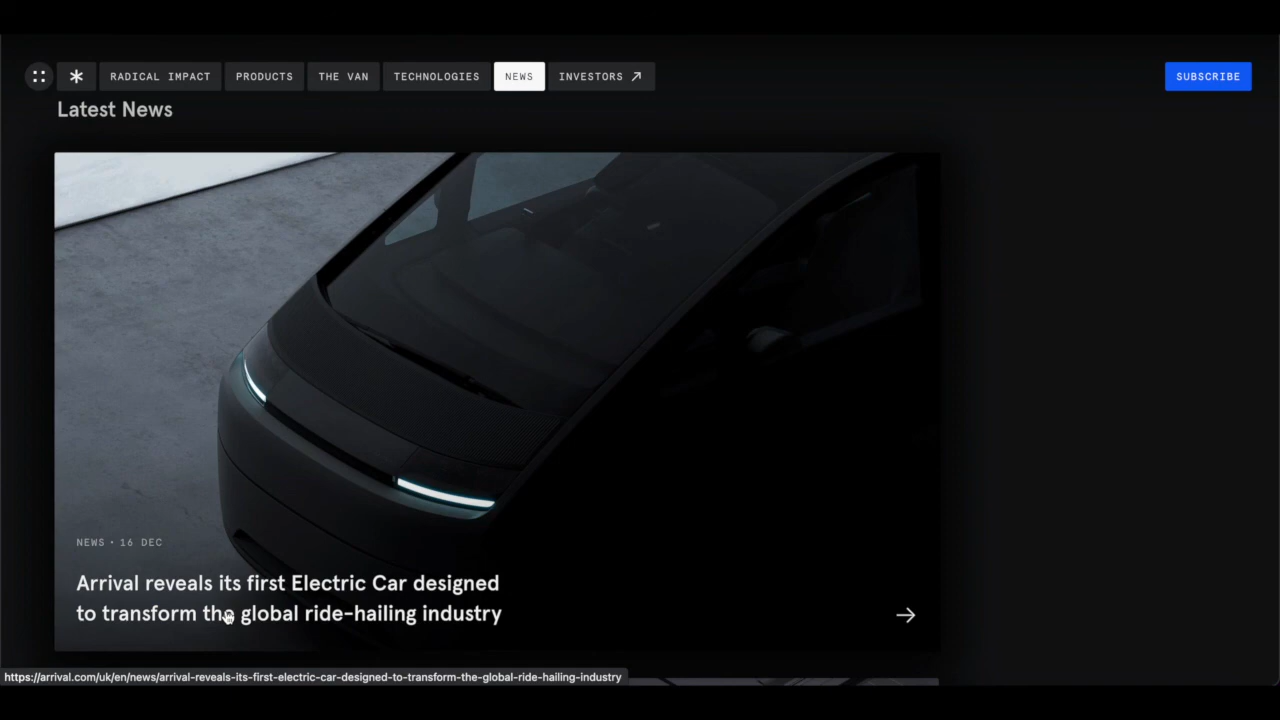 RADICAL IMPACT
PRODUCTS
THE VAN
TECHNOLOGIES
NEWS
INVESTORS
SUBSCRIBE
Latest News
NEWS • 16 DEC
Arrival reveals its first Electric Car designed
to transform the global ride-hailing industry
https://arrival.com/uk/en/news/arrival-reveals-its-first-electric-car-designed-to-transform-the-global-ride-hailing-industry